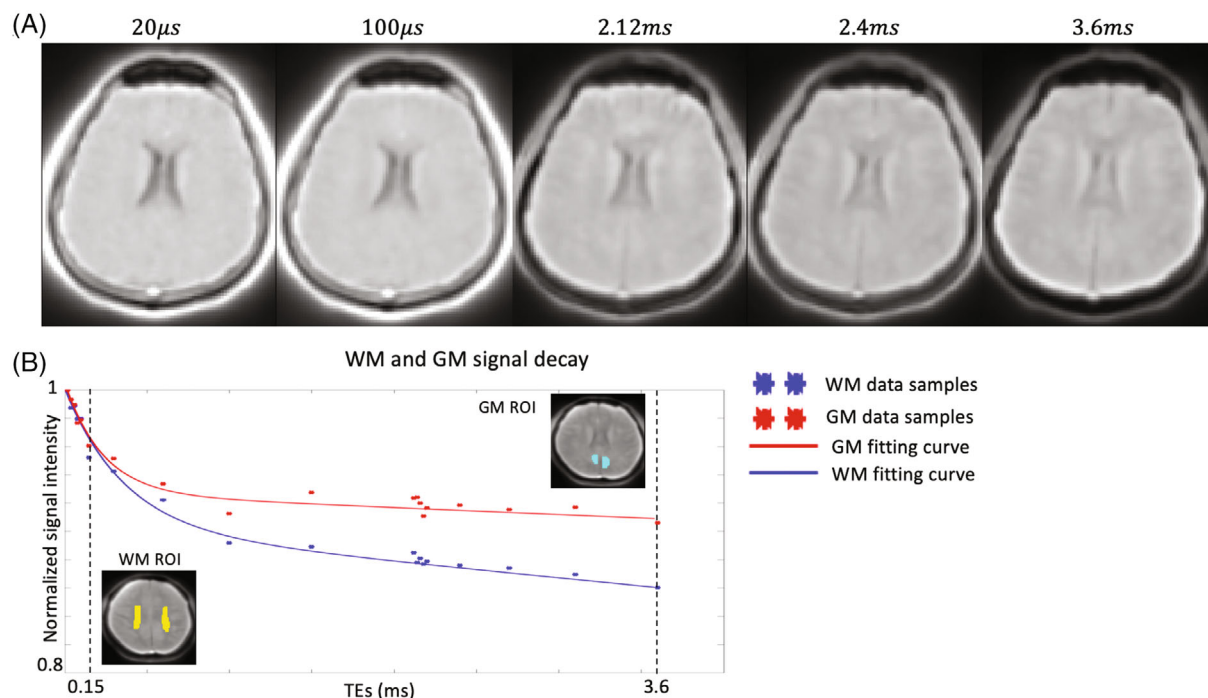 (A)
20μs 100μs 2.12ms 2.4ms 3.6ms
(B)
WM and GM signal decay
1
Normalized signal intensity
0.8
GM ROI
WM ROI
0.15
TEs (ms)
3.6
WM data samples
GM data samples
GM fitting curve
WM fitting curve